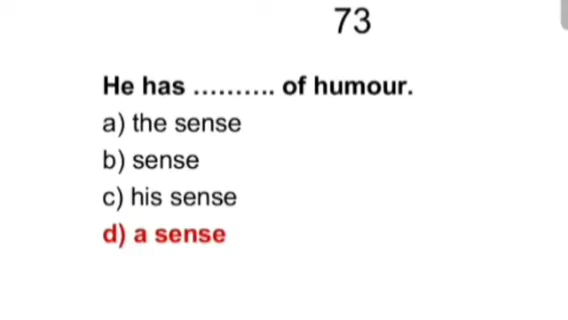 73
He has .......... of humour.
a) the sense
b) sense
c) his sense
d) a sense